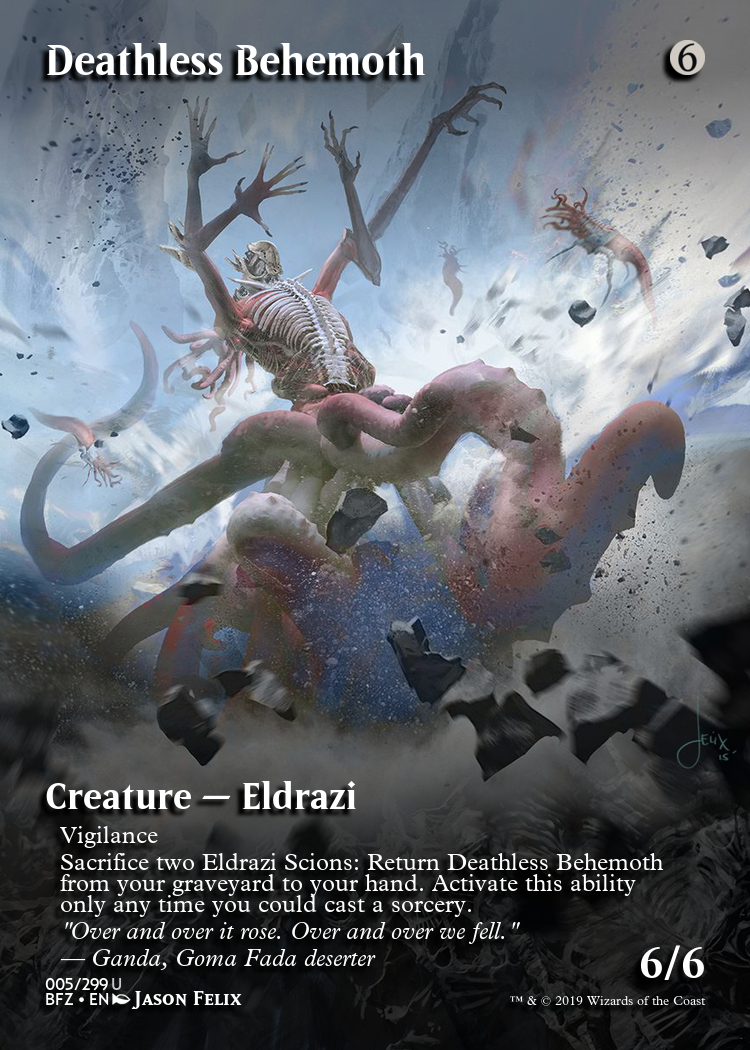 Deathless Behemoth 6
Creature — Eldrazi
Vigilance
Sacrifice two Eldrazi Scions: Return Deathless Behemoth
from your graveyard to your hand. Activate this ability
only any time you could cast a sorcery.
"Over and over it rose. Over and over we fell."
— Ganda, Goma Fada deserter
6/6
005/299 U
BFZ • EN Jason Felix
™ & © 2019 Wizards of the Coast
Felix
15